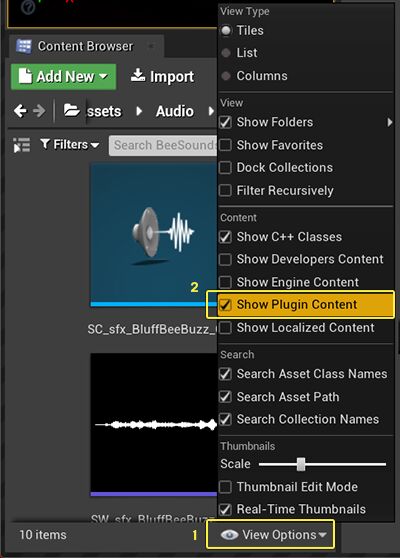 View Type
Content Browser
Tiles
List
Add New
Import
Columns
ssets
Audio
View
Show Folders
Filters
Search BeeSounds
Show Favorites
Dock Collections
Filter Recursively
Content
Show C++ Classes
Show Developers Content
Show Engine Content
2
Show Plugin Content
SC_sfx_BluffBeeBuzz_
Show Localized Content
Search
Search Asset Class Names
Search Asset Path
Search Collection Names
Thumbnails
Scale
Thumbnail Edit Mode
SW_sfx_BluffBeeBuzz_
Real-Time Thumbnails
10 items
1
View Options